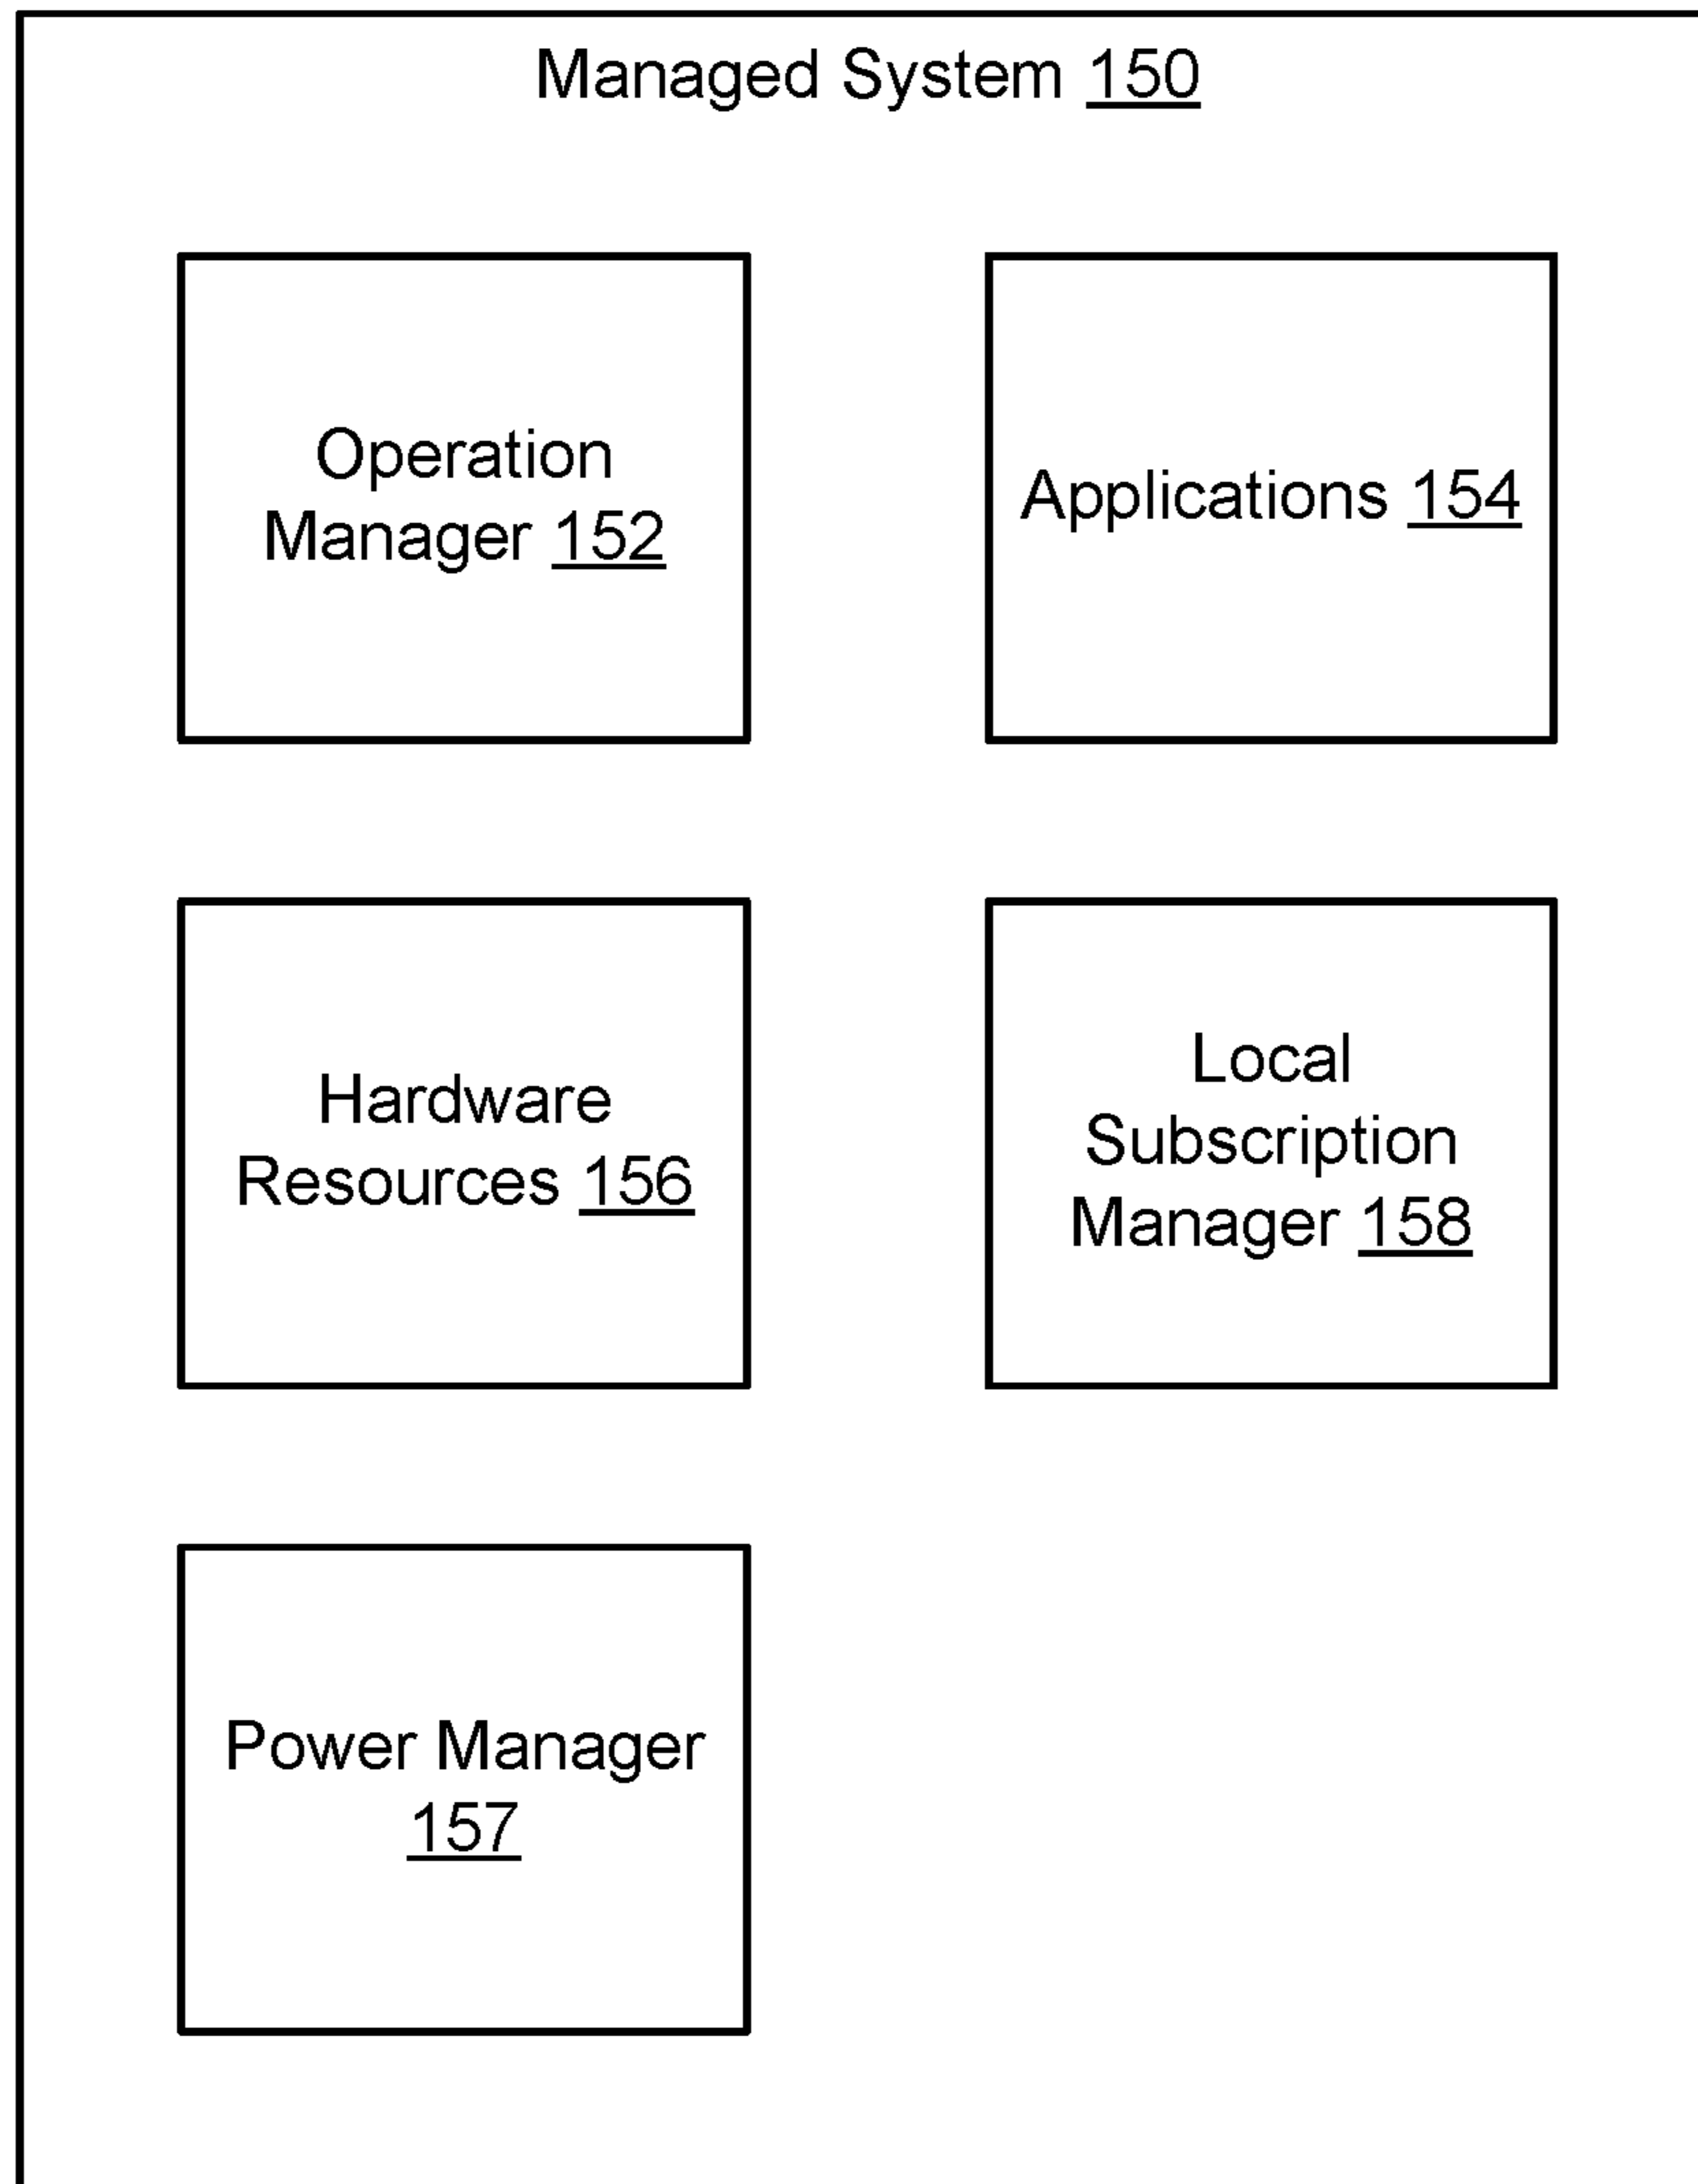 Managed System 150
Operation
Manager 152
Applications 154
Hardware
Resources 156
Local
Subscription
Manager 158
Power Manager
157